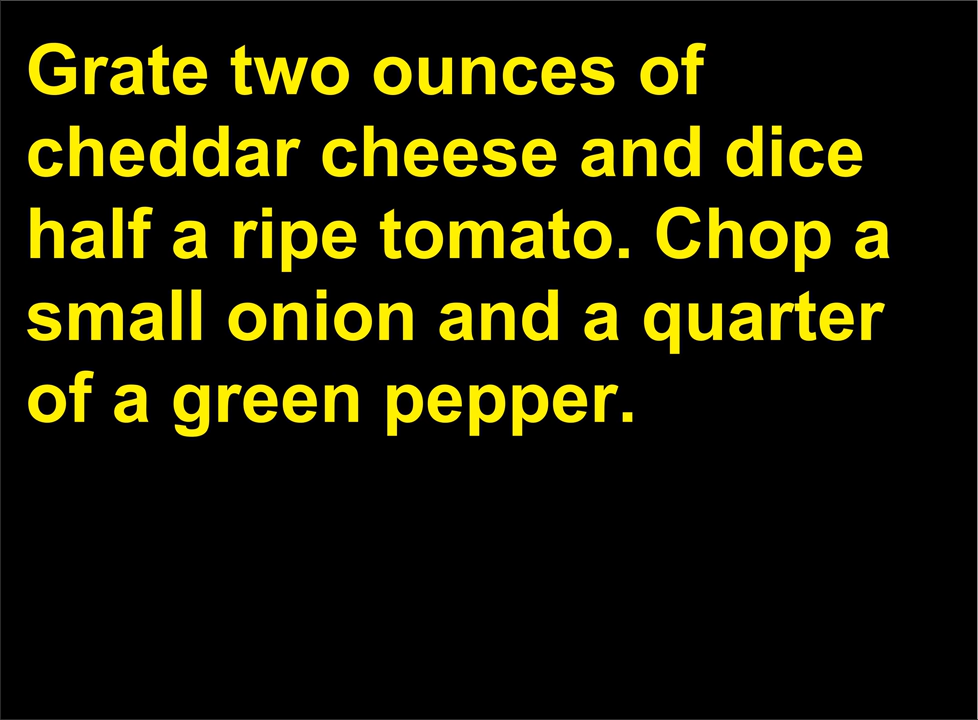 Grate two ounces of
cheddar cheese and dice
half a ripe tomato. Chop a
small onion and a quarter
of a green pepper.